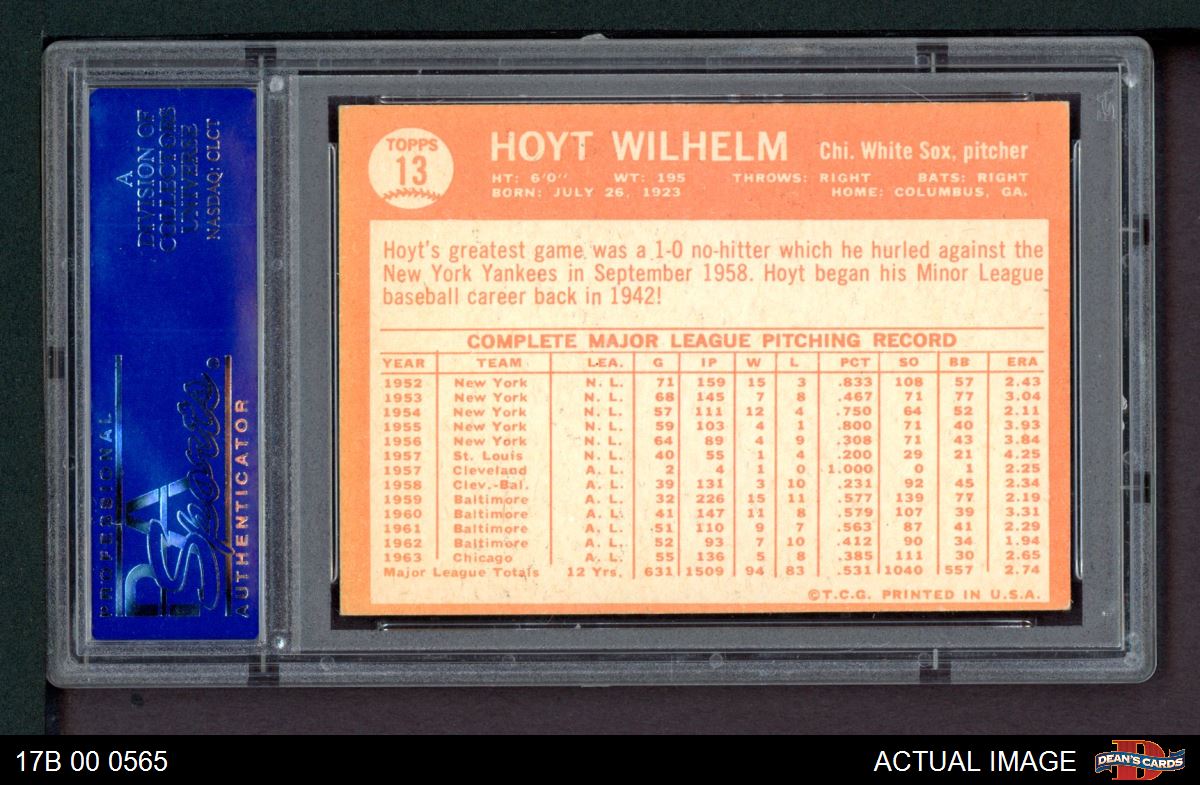 A
DIVISION OF
COLLECTORS
UNIVERSE
NASDAQ: CLCT
PROFESSIONAL
PSA
Sports
AUTHENTICATOR
TOPPS
13
HOYT WILHELM
Chi. White Sox, pitcher
HT: 6'0" WT: 195 THROWS: RIGHT BATS: RIGHT
BORN: JULY 26, 1923 HOME: COLUMBUS, GA.
Hoyt's greatest game was a 1-0 no-hitter which he hurled against the
New York Yankees in September 1958. Hoyt began his Minor League
baseball career back in 1942!
COMPLETE MAJOR LEAGUE PITCHING RECORD
YEAR TEAM LEA. G IP W L PCT SO BB ERA
1952 New York N. L. 71 159 15 3 .833 108 57 2.43
1953 New York N. L. 68 145 7 8 .467 71 77 3.04
1954 New York N. L. 57 111 12 4 .750 64 52 2.11
1955 New York N. L. 59 103 4 1 .800 71 40 3.93
1956 New York N. L. 64 89 4 9 .308 71 43 3.84
1957 St. Louis N. L. 40 55 1 4 .200 29 21 4.25
1957 Cleveland A. L. 2 4 1 0 1.000 0 1 2.25
1958 Clev.-Bal. A. L. 39 131 3 10 .231 92 45 2.34
1959 Baltimore A. L. 32 226 15 11 .577 139 77 2.19
1960 Baltimore A. L. 41 147 11 8 .579 107 39 3.31
1961 Baltimore A. L. 51 110 9 7 .563 87 41 2.29
1962 Baltimore A. L. 52 93 7 10 .412 90 34 1.94
1963 Chicago A. L. 55 136 5 8 .385 111 30 2.65
Major League Totals 12 Yrs. 631 1509 94 83 .531 1040 557 2.74
©T.C.G. PRINTED IN U.S.A.
17B 00 0565
ACTUAL IMAGE
D
DEAN'S CARDS